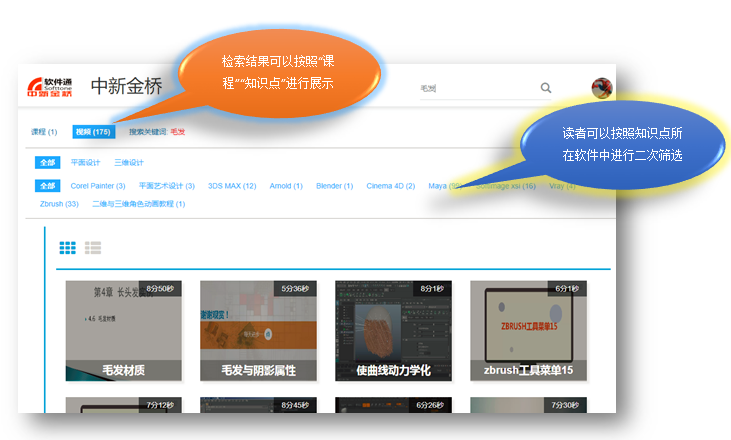 检索结果可以按照“课
程”“知识点”进行展示
软件通
Softtone
中新金桥
中新金桥
毛发
读者可以按照知识点所
在软件中进行二次筛选
课程 (1) 视频 (175) 搜索关键词: 毛发
全部 平面设计 三维设计
全部 Corel Painter (3) 平面艺术设计 (3) 3DS MAX (12) Arnold (1) Blender (1) Cinema 4D (2) Maya
Zbrush (33) 二维与三维角色动画教程 (1)
8分50秒
第4章
4.6 毛发材质
毛发材质
5分36秒
谢谢观赏!
毛发与阴影属性
8分1秒
使曲线动力学化
6分1秒
ZBRUSH工具菜单15
zbrush工具菜单15
7分12秒
8分45秒
6分26秒
7分30秒